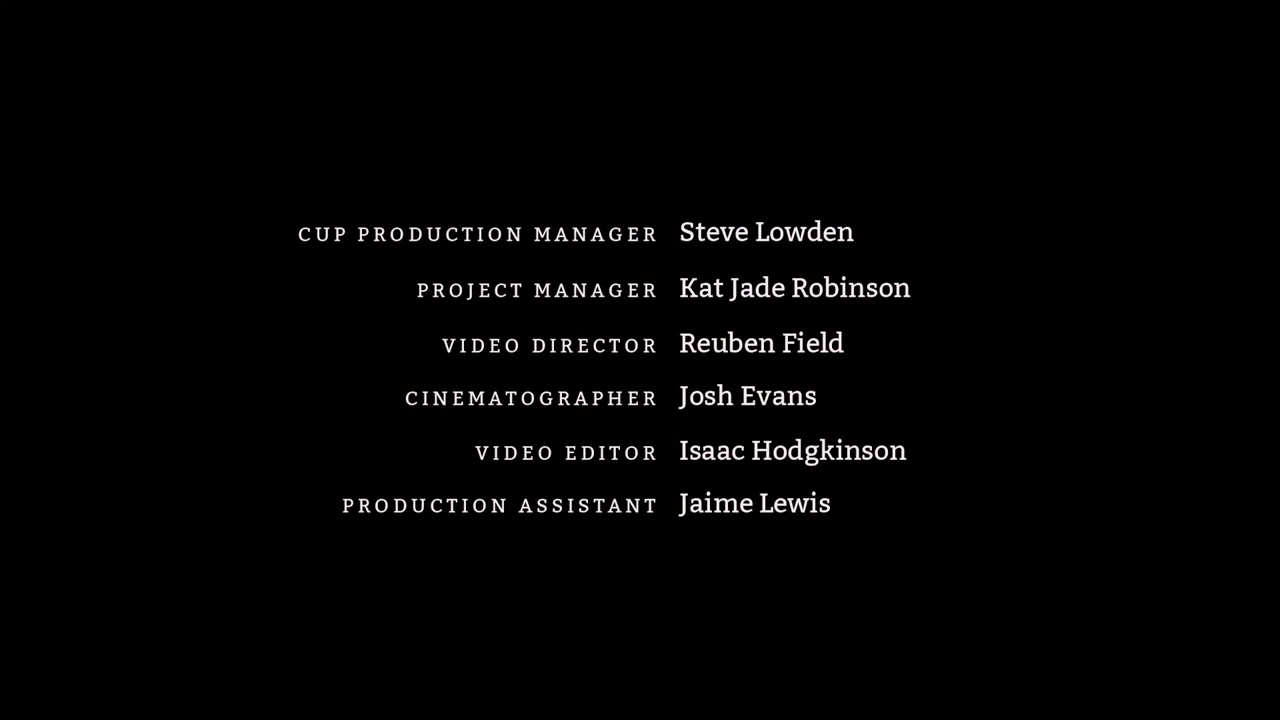 CUP PRODUCTION MANAGER Steve Lowden
PROJECT MANAGER Kat Jade Robinson
VIDEO DIRECTOR Reuben Field
CINEMATOGRAPHER Josh Evans
VIDEO EDITOR Isaac Hodgkinson
PRODUCTION ASSISTANT Jaime Lewis